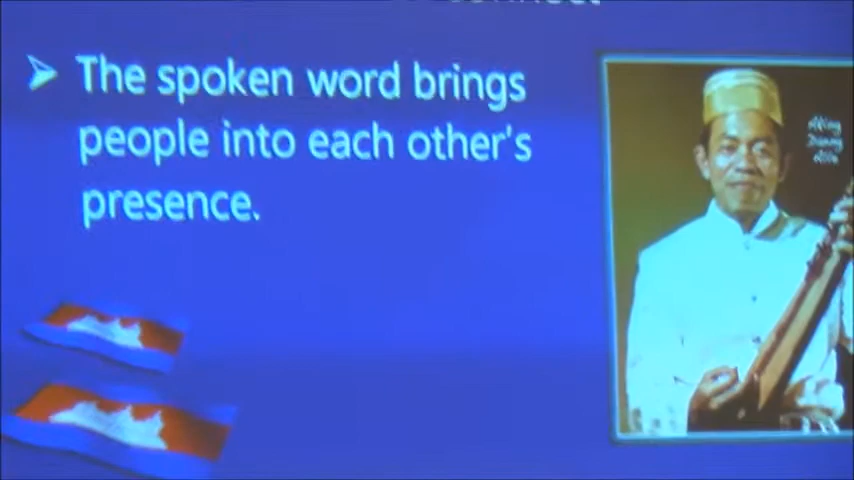 The spoken word brings
people into each other's
presence.